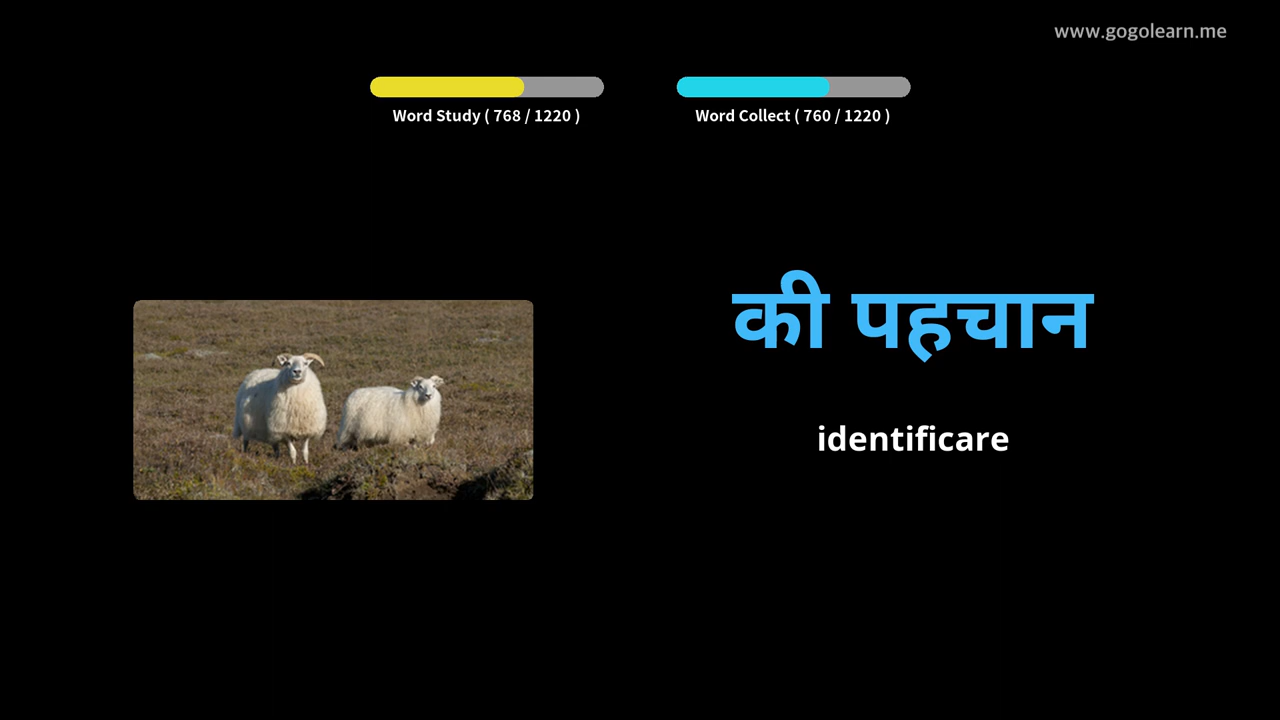 www.gogolearn.me
Word Study ( 768 / 1220 )
Word Collect ( 760 / 1220 )
की पहचान
identificare